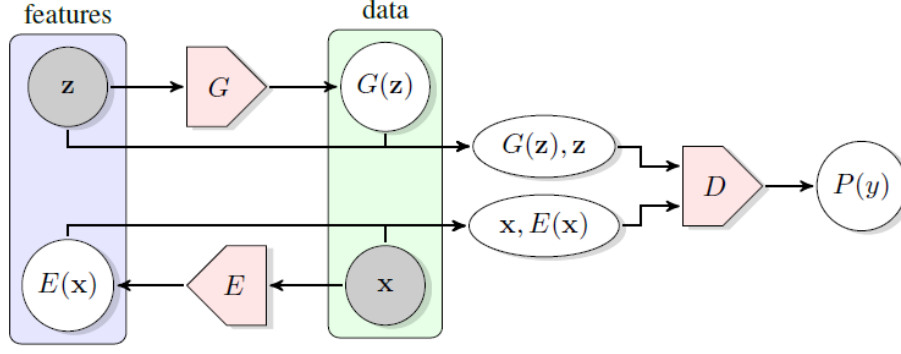 features
data
z
G
G(z)
G(z), z
D
P(y)
x, E(x)
E(x)
E
x